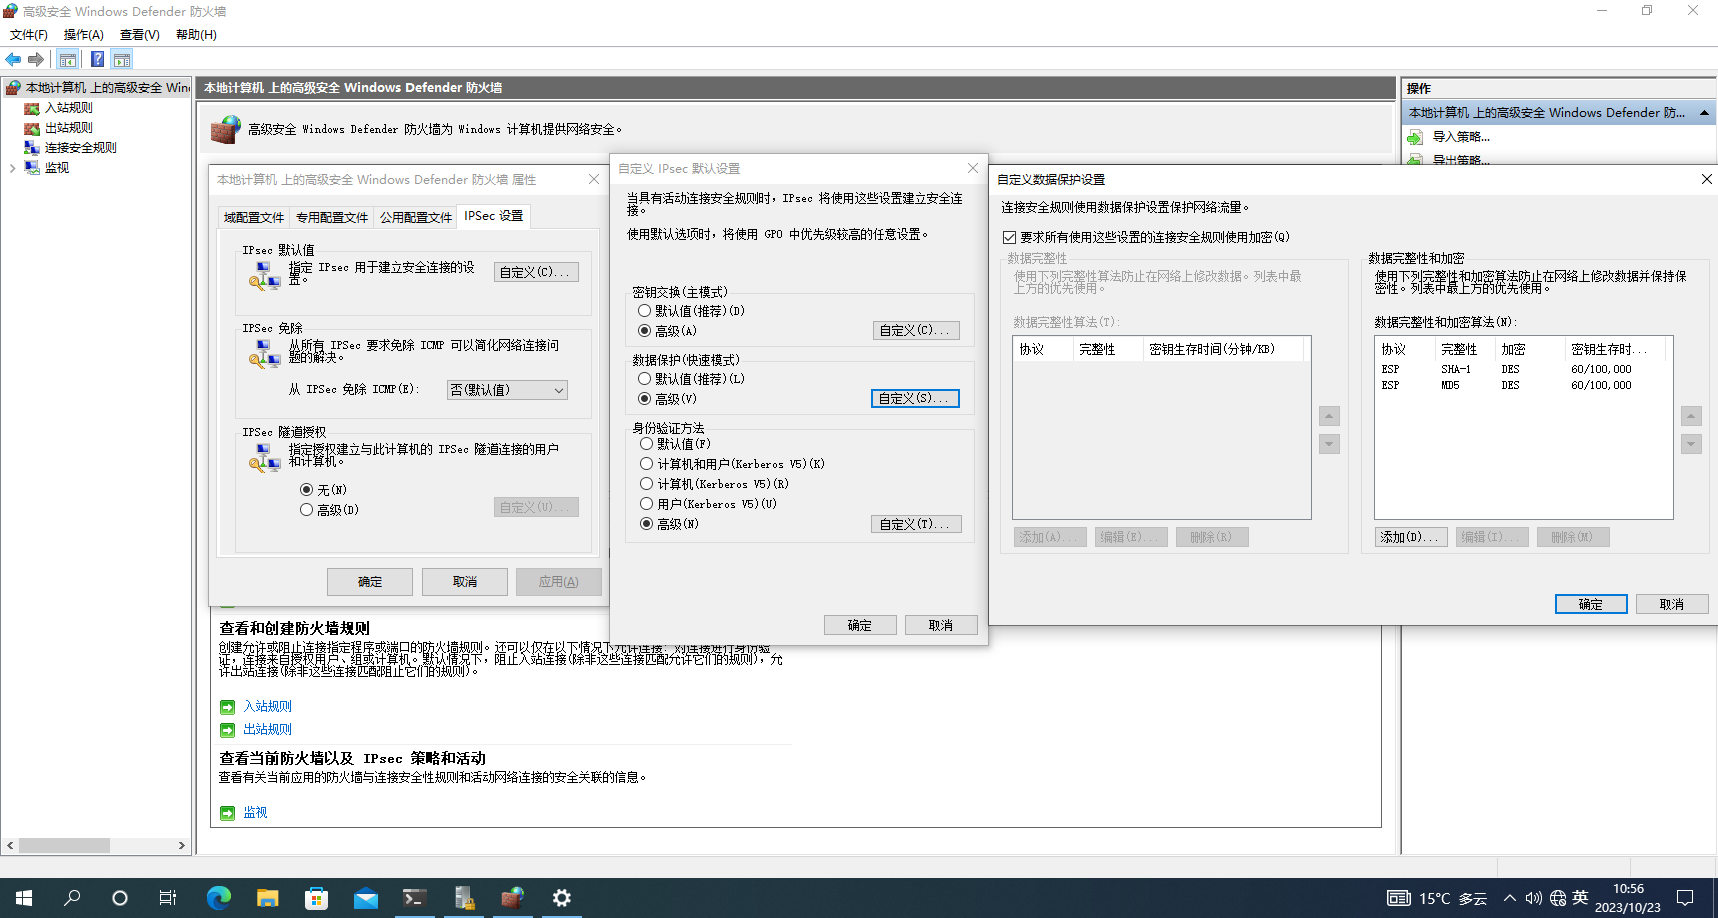 高级安全 Windows Defender 防火墙
文件(F) 操作(A) 查看(V) 帮助(H)
本地计算机 上的高级安全 Win
入站规则
出站规则
连接安全规则
监视
本地计算机 上的高级安全 Windows Defender 防火墙
高级安全 Windows Defender 防火墙为 Windows 计算机提供网络安全。
操作
本地计算机 上的高级安全 Windows Defender 防...
导入策略...
导出策略...
本地计算机 上的高级安全 Windows Defender 防火墙 属性
域配置文件 专用配置文件 公用配置文件 IPSec 设置
IPsec 默认值
指定 IPsec 用于建立安全连接的设
置。
自定义(C)...
IPSec 免除
从所有 IPSec 要求免除 ICMP 可以简化网络连接问
题的解决。
从 IPSec 免除 ICMP(E): 否(默认值)
IPSec 隧道授权
指定授权建立与此计算机的 IPSec 隧道连接的用户
和计算机。
无(N)
高级(D)
自定义(U)...
确定 取消 应用(A)
自定义 IPsec 默认设置
当具有活动连接安全规则时，IPsec 将使用这些设置建立安全连
接。
使用默认选项时，将使用 GPO 中优先级较高的任意设置。
密钥交换(主模式)
默认值(推荐)(D)
高级(A)
自定义(C)...
数据保护(快速模式)
默认值(推荐)(L)
高级(V)
自定义(S)...
身份验证方法
默认值(F)
计算机和用户(Kerberos V5)(K)
计算机(Kerberos V5)(R)
用户(Kerberos V5)(U)
高级(N)
自定义(T)...
确定 取消
自定义数据保护设置
连接安全规则使用数据保护设置保护网络流量。
要求所有使用这些设置的连接安全规则使用加密(Q)
数据完整性
使用下列完整性算法防止在网络上修改数据。列表中最
上方的优先使用。
数据完整性算法(T):
协议 完整性 密钥生存时间(分钟/KB)
添加(A)... 编辑(E)... 删除(R)
数据完整性和加密
使用下列完整性和加密算法防止在网络上修改数据并保持保
密性。列表中最上方的优先使用。
数据完整性和加密算法(N):
协议 完整性 加密 密钥生存时...
ESP SHA-1 DES 60/100,000
ESP MD5 DES 60/100,000
添加(D)... 编辑(I)... 删除(M)
确定 取消
查看和创建防火墙规则
创建允许或阻止连接指定程序或端口的防火墙规则。还可以仅在以下情况下允许连接: 对连接进行身份验
证，连接来自授权用户、组或计算机。默认情况下，阻止入站连接(除非这些连接匹配允许它们的规则)，允
许出站连接(除非这些连接匹配阻止它们的规则)。
入站规则
出站规则
查看当前防火墙以及 IPsec 策略和活动
查看有关当前应用的防火墙与连接安全性规则和活动网络连接的安全关联的信息。
监视
15°C 多云 英 10:56
2023/10/23